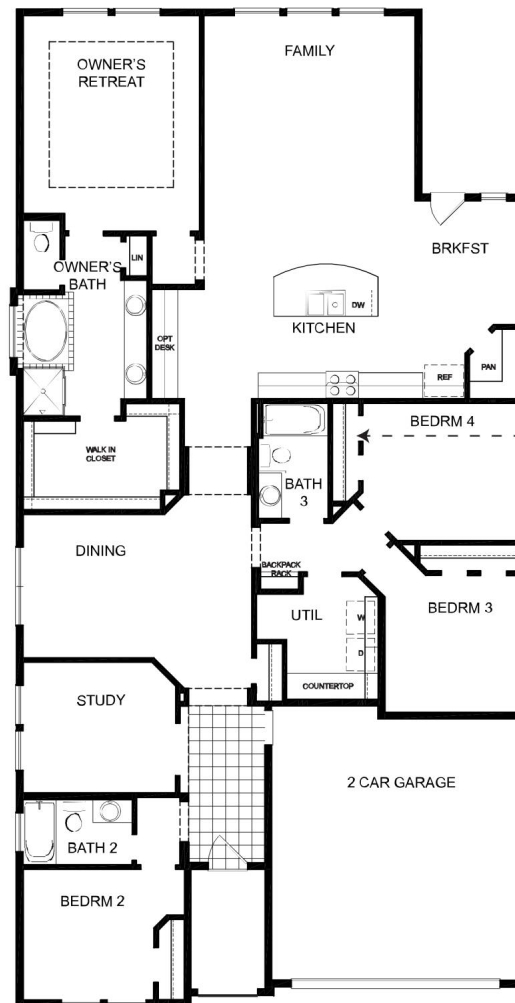 OWNER'S
RETREAT
FAMILY
BRKFST
LIN
OWNER'S
BATH
DW
KITCHEN
OPT
DESK
PAN
REF
BEDRM 4
WALK IN
CLOSET
BATH
3
DINING
BACKPACK
RACK
BEDRM 3
UTIL
W
D
COUNTERTOP
STUDY
2 CAR GARAGE
BATH 2
BEDRM 2